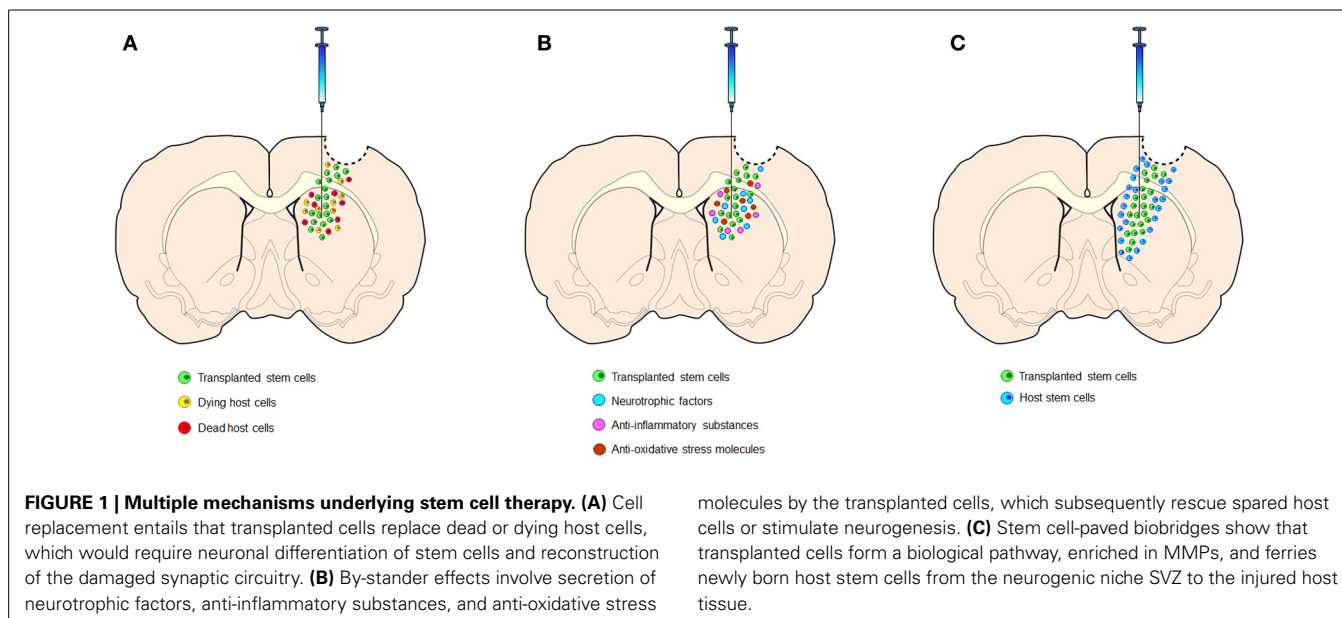 A
B
C
Transplanted stem cells
Dying host cells
Dead host cells
Transplanted stem cells
Neurotrophic factors
Anti-inflammatory substances
Anti-oxidative stress molecules
Transplanted stem cells
Host stem cells
FIGURE 1 | Multiple mechanisms underlying stem cell therapy. (A) Cell
replacement entails that transplanted cells replace dead or dying host cells,
which would require neuronal differentiation of stem cells and reconstruction
of the damaged synaptic circuitry. (B) By-stander effects involve secretion of
neurotrophic factors, anti-inflammatory substances, and anti-oxidative stress
molecules by the transplanted cells, which subsequently rescue spared host
cells or stimulate neurogenesis. (C) Stem cell-paved biobridges show that
transplanted cells form a biological pathway, enriched in MMPs, and ferries
newly born host stem cells from the neurogenic niche SVZ to the injured host
tissue.